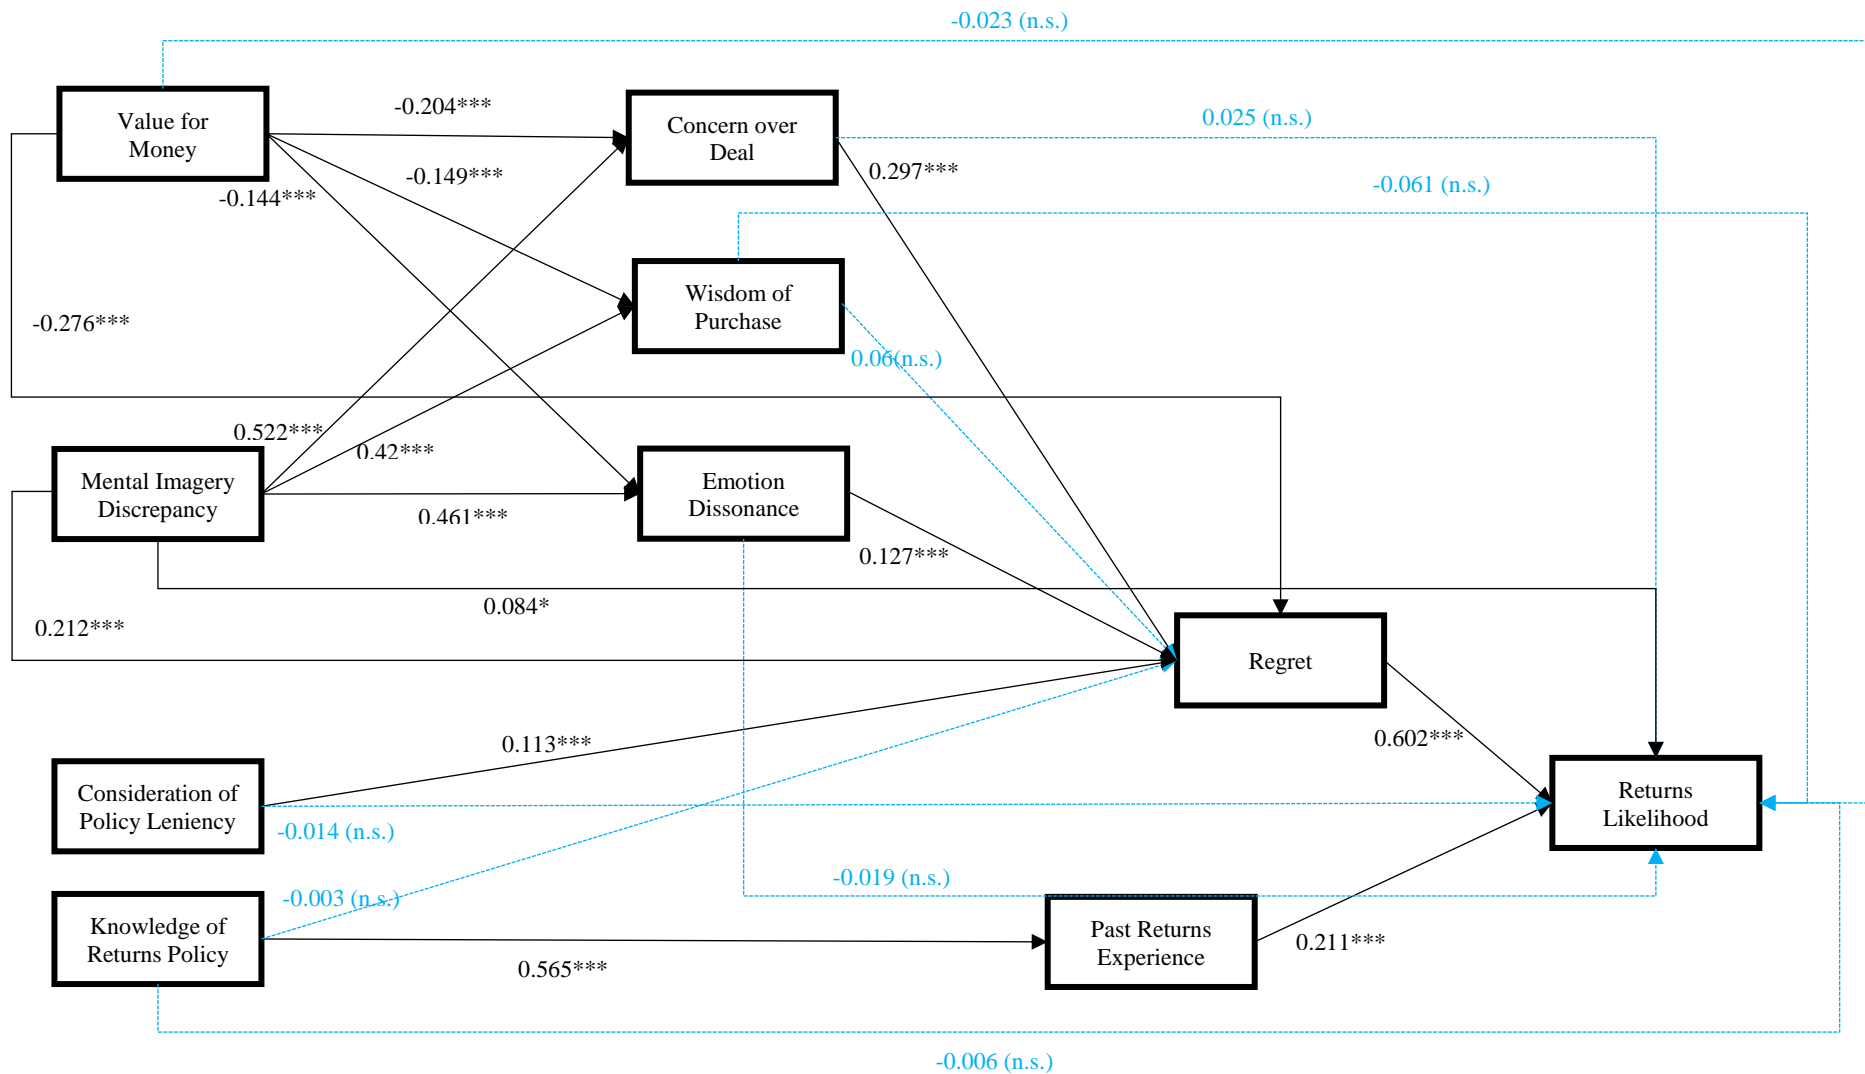 -0.023 (n.s.)
Value for
Money
-0.204***
Concern over
Deal
0.025 (n.s.)
0.297***
-0.149***
-0.061 (n.s.)
-0.144***
Wisdom of
Purchase
-0.276***
0.06(n.s.)
0.522***
0.42***
Mental Imagery
Discrepancy
Emotion
Dissonance
0.461***
0.127***
0.084*
0.212***
Regret
0.113***
0.602***
Consideration of
Policy Leniency
Returns
Likelihood
-0.014 (n.s.)
-0.019 (n.s.)
-0.003 (n.s.)
Knowledge of
Returns Policy
Past Returns
Experience
0.211***
0.565***
-0.006 (n.s.)